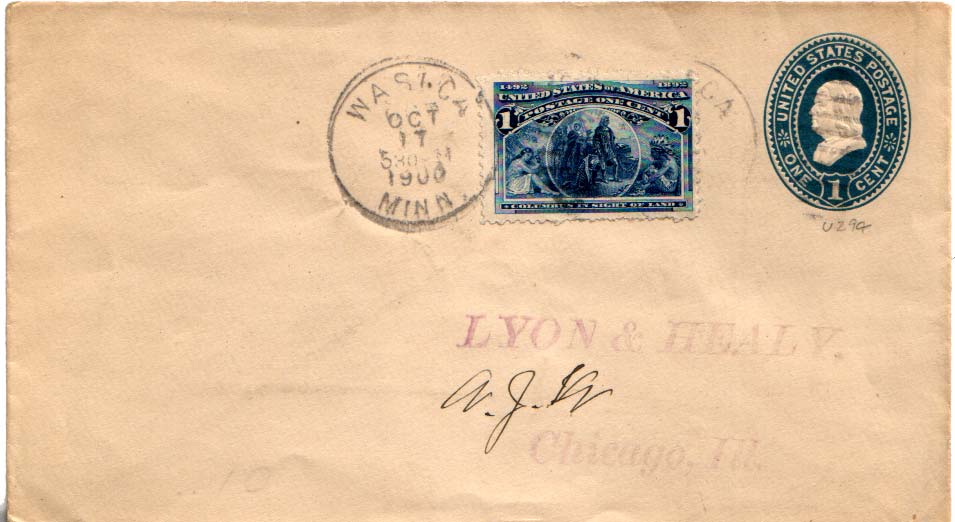 WASECA
OCT
17
530 M
1900
MINN.
1492 1892
UNITED STATES OF AMERICA
POSTAGE ONE CENT
1 1
COLUMBUS IN SIGHT OF LAND
UNITED STATES POSTAGE
ONE 1 CENT
U294
LYON & HEALY.
Chicago, Ill.